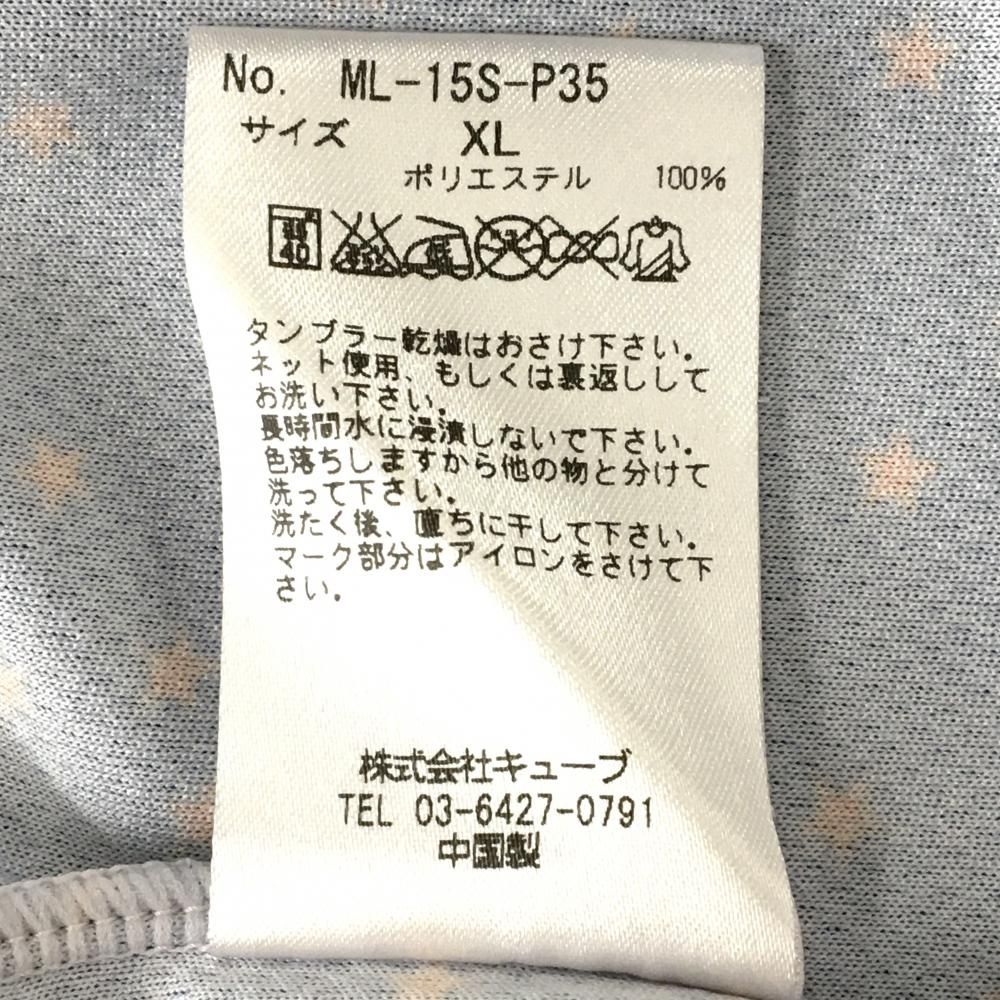 No. ML-15S-P35
サイズ XL
ポリエステル 100%
40
タンブラー乾燥はおさけ下さい。
ネット使用、もしくは裏返しして
お洗い下さい。
長時間水に浸漬しないで下さい。
色落ちしますから他の物と分けて
洗って下さい。
洗たく後、直ちに干して下さい。
マーク部分はアイロンをさけて下
さい。
株式会社キューブ
TEL 03-6427-0791
中国製